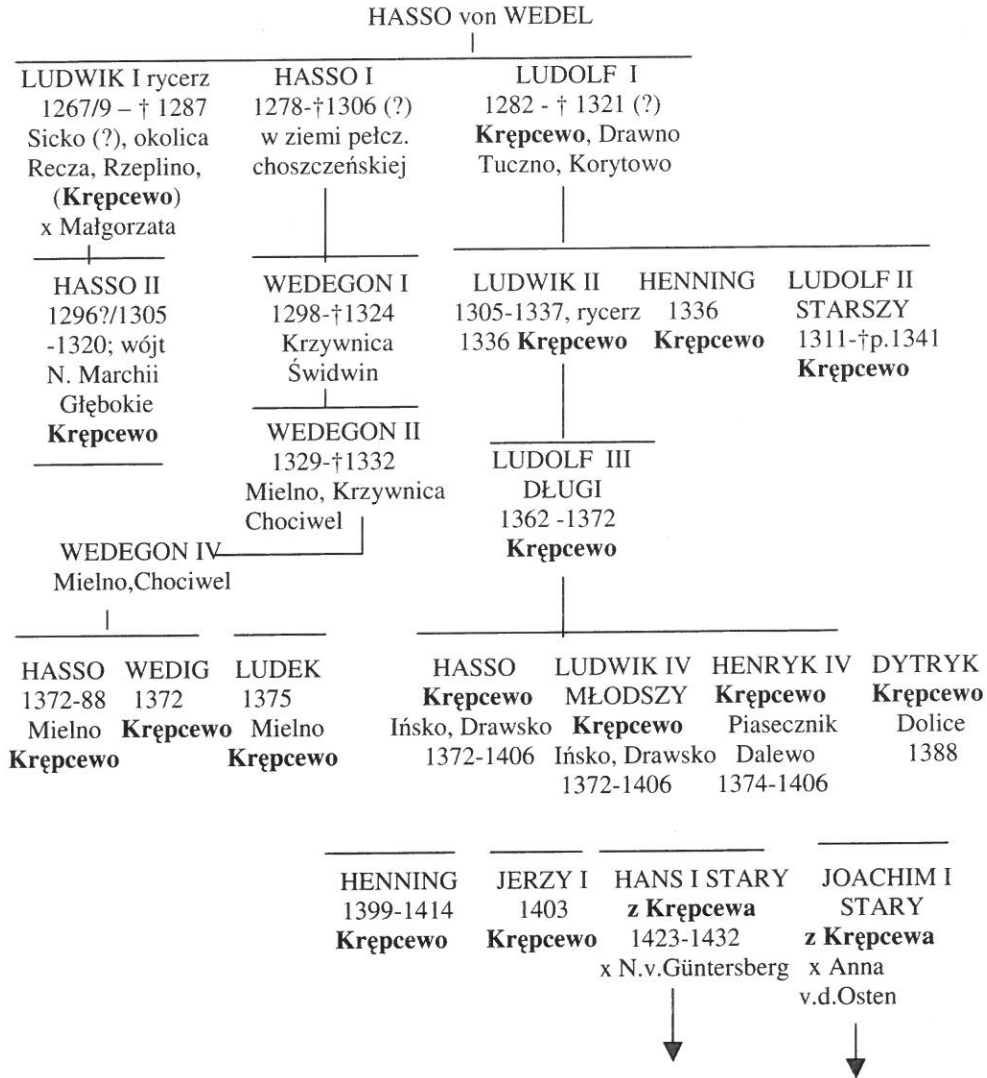 HASSO von WEDEL
LUDWIK I rycerz
1267/9 – † 1287
Sicko (?), okolica
Recza, Rzeplino,
(Krępcewo)
x Małgorzata
HASSO I
1278-†1306 (?)
w ziemi pełcz.
choszczeńskiej
LUDOLF I
1282 - † 1321 (?)
Krępcewo, Drawno
Tuczno, Korytowo
HASSO II
1296?/1305
-1320; wójt
N. Marchii
Głębokie
Krępcewo
WEDEGON I
1298-†1324
Krzywnica
Świdwin
LUDWIK II
1305-1337, rycerz
1336 Krępcewo
HENNING
1336
Krępcewo
LUDOLF II
STARSZY
1311-†p.1341
Krępcewo
WEDEGON II
1329-†1332
Mielno, Krzywnica
Chociwel
LUDOLF III
DŁUGI
1362 -1372
Krępcewo
WEDEGON IV
Mielno,Chociwel
HASSO
1372-88
Mielno
Krępcewo
WEDIG
1372
Krępcewo
LUDEK
1375
Mielno
Krępcewo
HASSO
Krępcewo
Ińsko, Drawsko
1372-1406
LUDWIK IV
MŁODSZY
Krępcewo
Ińsko, Drawsko
1372-1406
HENRYK IV
Krępcewo
Piasecznik
Dalewo
1374-1406
DYTRYK
Krępcewo
Dolice
1388
HENNING
1399-1414
Krępcewo
JERZY I
1403
Krępcewo
HANS I STARY
z Krępcewa
1423-1432
x N.v.Güntersberg
JOACHIM I
STARY
z Krępcewa
x Anna
v.d.Osten